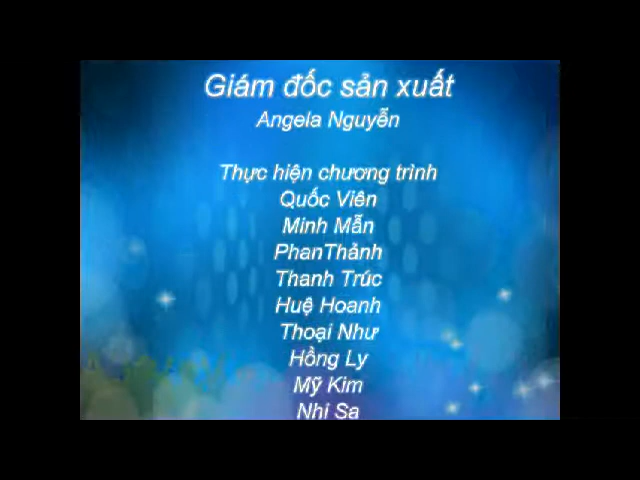 Giám đốc sản xuất
Angela Nguyễn
Thực hiện chương trình
Quốc Viên
Minh Mẫn
PhanThảnh
Thanh Trúc
Huệ Hoanh
Thoại Như
Hồng Ly
Mỹ Kim
Nhi Sa